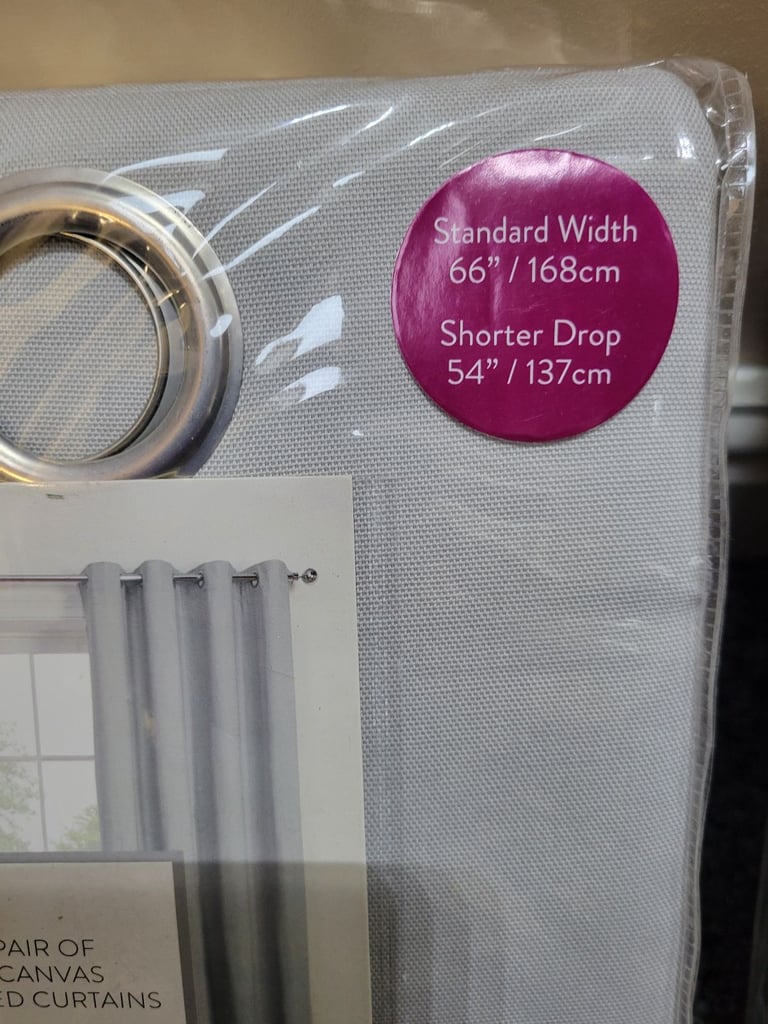 Standard Width
66” / 168cm
Shorter Drop
54” / 137cm
PAIR OF
CANVAS
ED CURTAINS